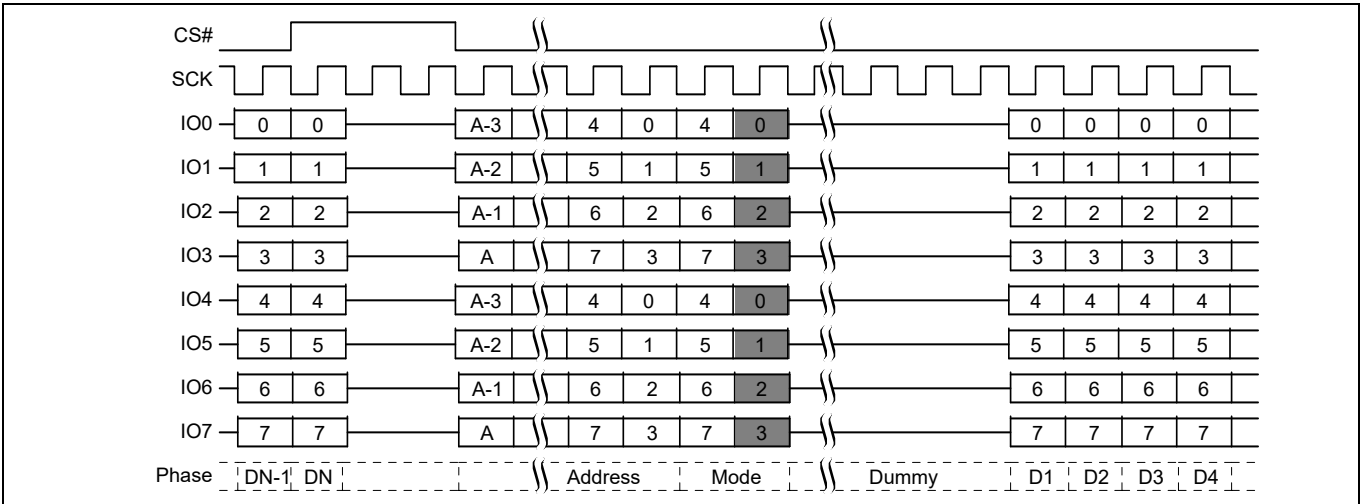 CS#
SCK
IO0 0 0 A-3 4 0 4 0 0 0 0 0
IO1 1 1 A-2 5 1 5 1 1 1 1 1
IO2 2 2 A-1 6 2 6 2 2 2 2 2
IO3 3 3 A 7 3 7 3 3 3 3 3
IO4 4 4 A-3 4 0 4 0 4 4 4 4
IO5 5 5 A-2 5 1 5 1 5 5 5 5
IO6 6 6 A-1 6 2 6 2 6 6 6 6
IO7 7 7 A 7 3 7 3 7 7 7 7
Phase DN-1 DN Address Mode Dummy D1 D2 D3 D4